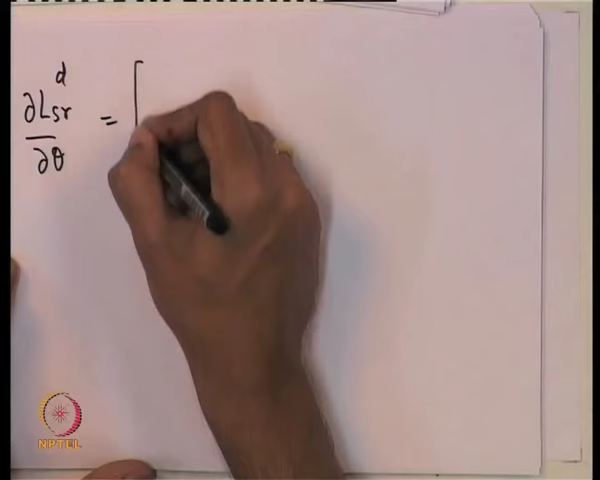 ∂Lsr^d / ∂θ = [
NPTEL